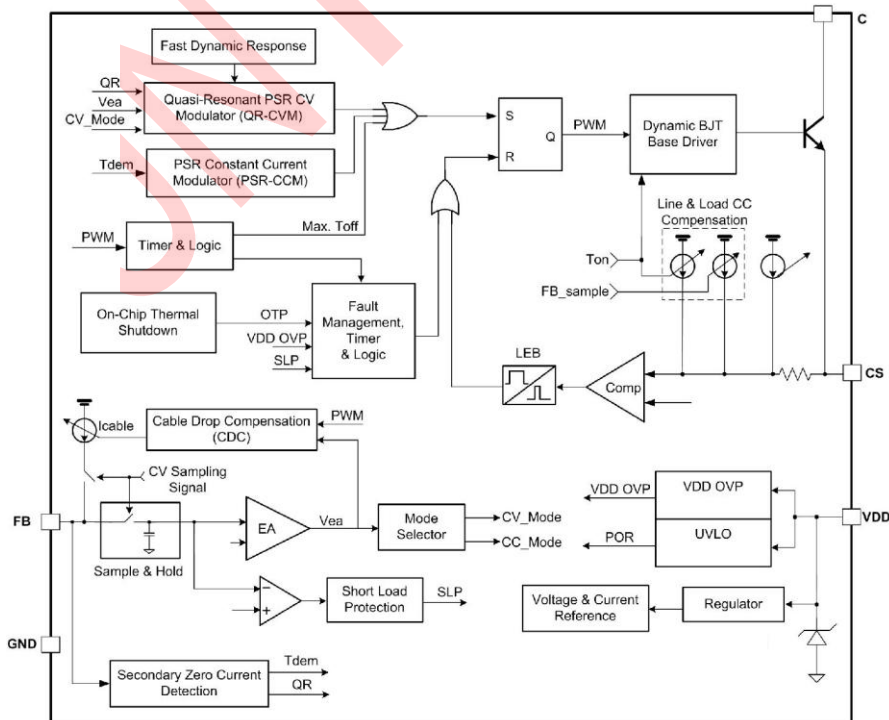 C
Fast Dynamic Response
QR
Vea
CV_Mode
Quasi-Resonant PSR CV
Modulator (QR-CVM)
Tdem
PSR Constant Current
Modulator (PSR-CCM)
S
R
Q
PWM
Dynamic BJT
Base Driver
PWM
Timer & Logic
Max. Toff
Line & Load CC
Compensation
Ton
FB_sample
On-Chip Thermal
Shutdown
OTP
VDD OVP
SLP
Fault
Management,
Timer
& Logic
LEB
Comp
CS
Icable
Cable Drop Compensation
(CDC)
PWM
CV Sampling
Signal
FB
Sample & Hold
EA
Vea
Mode
Selector
CV_Mode
CC_Mode
VDD OVP
POR
VDD OVP
UVLO
VDD
−
+
Short Load
Protection
SLP
Voltage & Current
Reference
Regulator
GND
Secondary Zero Current
Detection
Tdem
QR